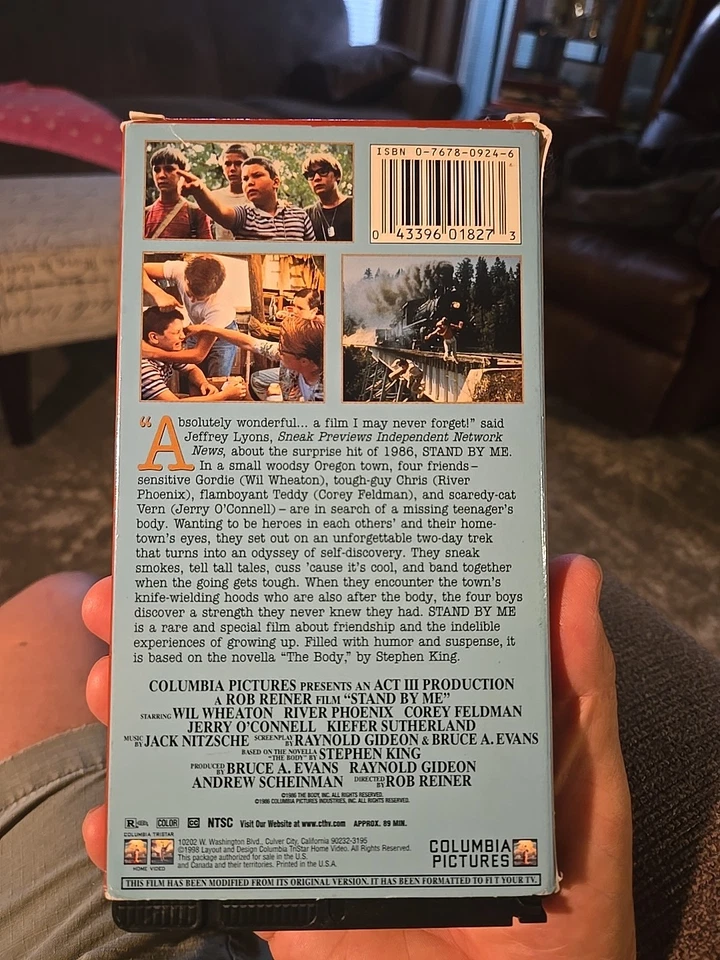 ISBN 0-7678-0924-6
0 43396 01827 3
“Absolutely wonderful... a film I may never forget!” said
Jeffrey Lyons, Sneak Previews Independent Network
News, about the surprise hit of 1986, STAND BY ME.
In a small woodsy Oregon town, four friends–
sensitive Gordie (Wil Wheaton), tough-guy Chris (River
Phoenix), flamboyant Teddy (Corey Feldman), and scaredy-cat
Vern (Jerry O’Connell) – are in search of a missing teenager’s
body. Wanting to be heroes in each others’ and their home-
town’s eyes, they set out on an unforgettable two-day trek
that turns into an odyssey of self-discovery. They sneak
smokes, tell tall tales, cuss ’cause it’s cool, and band together
when the going gets tough. When they encounter the town’s
knife-wielding hoods who are also after the body, the four boys
discover a strength they never knew they had. STAND BY ME
is a rare and special film about friendship and the indelible
experiences of growing up. Filled with humor and suspense, it
is based on the novella “The Body,” by Stephen King.
COLUMBIA PICTURES PRESENTS AN ACT III PRODUCTION
A ROB REINER FILM “STAND BY ME”
STARRING WIL WHEATON RIVER PHOENIX COREY FELDMAN
JERRY O’CONNELL KIEFER SUTHERLAND
MUSIC BY JACK NITZSCHE SCREENPLAY BY RAYNOLD GIDEON & BRUCE A. EVANS
BASED ON THE NOVELLA “THE BODY” BY STEPHEN KING
PRODUCED BY BRUCE A. EVANS RAYNOLD GIDEON
ANDREW SCHEINMAN DIRECTED BY ROB REINER
©1986 THE BODY, INC. ALL RIGHTS RESERVED.
©1986 COLUMBIA PICTURES INDUSTRIES, INC. ALL RIGHTS RESERVED.
R COLOR CC NTSC Visit Our Website at www.cthv.com APPROX. 89 MIN.
COLUMBIA TRISTAR
HOME VIDEO
10202 W. Washington Blvd., Culver City, California 90232-3195
©1998 Layout and Design Columbia TriStar Home Video. All Rights Reserved.
This package authorized for sale in the U.S.
and Canada and their territories. Printed in the U.S.A.
COLUMBIA
PICTURES
THIS FILM HAS BEEN MODIFIED FROM ITS ORIGINAL VERSION. IT HAS BEEN FORMATTED TO FIT YOUR TV.